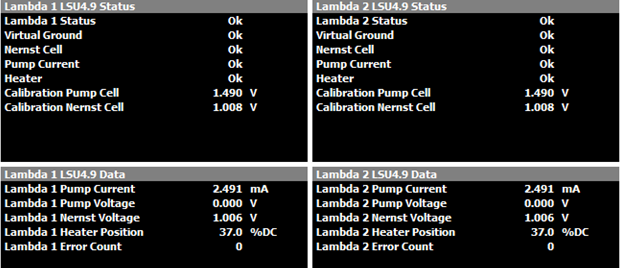 Lambda 1 LSU4.9 Status
Lambda 1 Status Ok
Virtual Ground Ok
Nernst Cell Ok
Pump Current Ok
Heater Ok
Calibration Pump Cell 1.490 V
Calibration Nernst Cell 1.008 V
Lambda 2 LSU4.9 Status
Lambda 2 Status Ok
Virtual Ground Ok
Nernst Cell Ok
Pump Current Ok
Heater Ok
Calibration Pump Cell 1.490 V
Calibration Nernst Cell 1.008 V
Lambda 1 LSU4.9 Data
Lambda 1 Pump Current 2.491 mA
Lambda 1 Pump Voltage 0.000 V
Lambda 1 Nernst Voltage 1.006 V
Lambda 1 Heater Position 37.0 %DC
Lambda 1 Error Count 0
Lambda 2 LSU4.9 Data
Lambda 2 Pump Current 2.491 mA
Lambda 2 Pump Voltage 0.000 V
Lambda 2 Nernst Voltage 1.006 V
Lambda 2 Heater Position 37.0 %DC
Lambda 2 Error Count 0